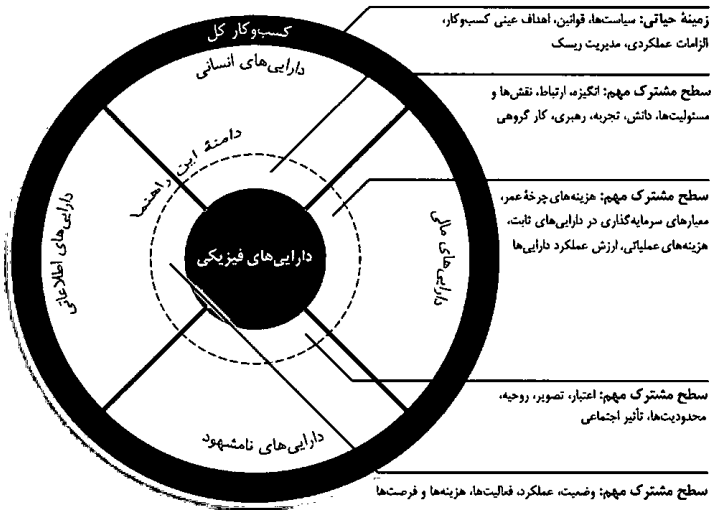 کسب‌وکار کل
دارایی‌های انسانی
دامنهٔ این راهنما
دارایی‌های اطلاعاتی
دارایی‌های مالی
دارایی‌های فیزیکی
دارایی‌های نامشهود
زمینهٔ حیاتی: سیاست‌ها، قوانین، اهداف عینی کسب‌وکار،
الزامات عملکردی، مدیریت ریسک
سطح مشترک مهم: انگیزه، ارتباط، نقش‌ها و
مسئولیت‌ها، دانش، تجربه، رهبری، کار گروهی
سطح مشترک مهم: هزینه‌های چرخهٔ عمر،
معیارهای سرمایه‌گذاری در دارایی‌های ثابت،
هزینه‌های عملیاتی، ارزش عملکرد دارایی‌ها
سطح مشترک مهم: اعتبار، تصویر، روحیه،
محدودیت‌ها، تأثیر اجتماعی
سطح مشترک مهم: وضعیت، عملکرد، فعالیت‌ها، هزینه‌ها و فرصت‌ها